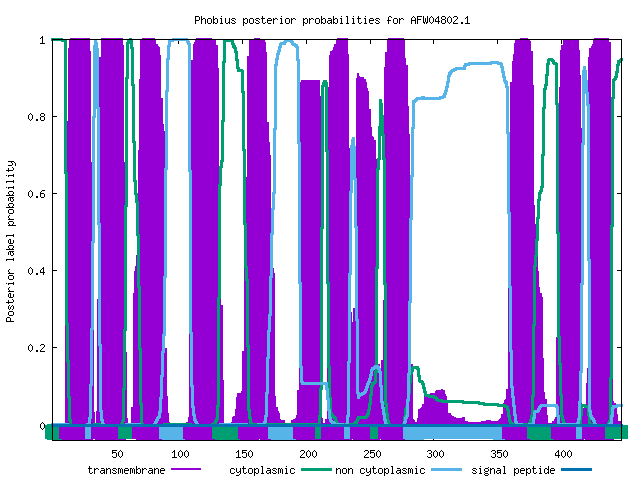 Phobius posterior probabilities for AFW04802.1
1
0.8
0.6
0.4
0.2
0
Posterior label probability
50 100 150 200 250 300 350 400
transmembrane cytoplasmic non cytoplasmic signal peptide